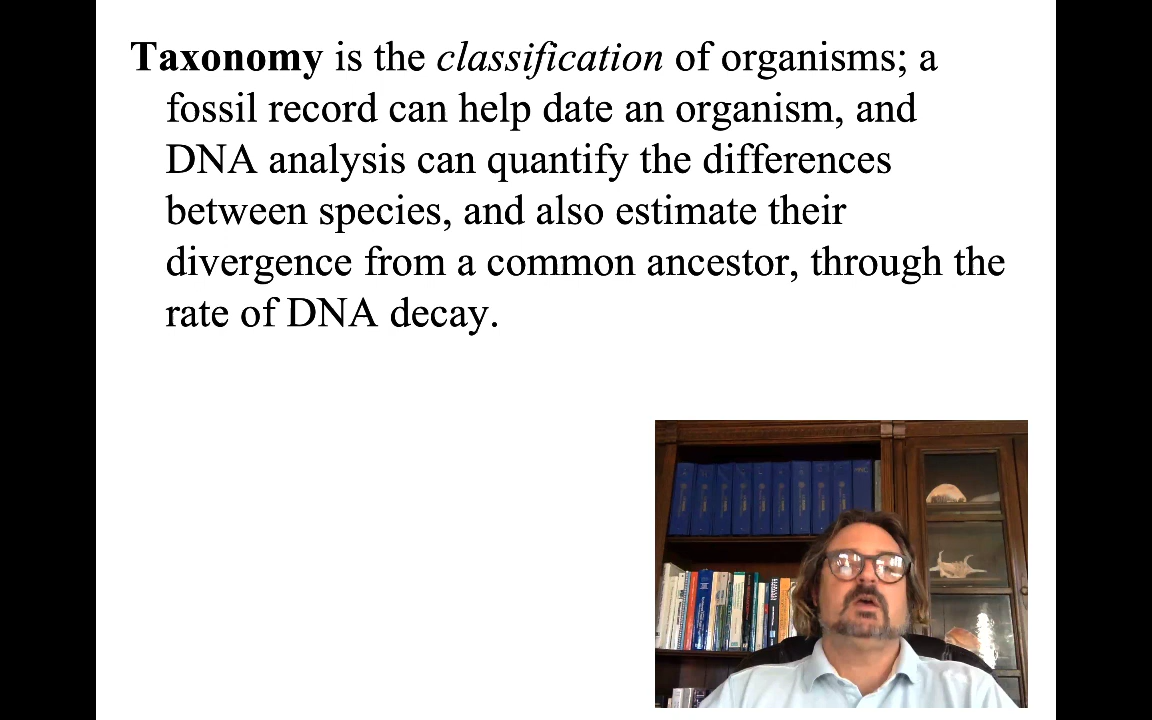 Taxonomy is the classification of organisms; a
fossil record can help date an organism, and
DNA analysis can quantify the differences
between species, and also estimate their
divergence from a common ancestor, through the
rate of DNA decay.